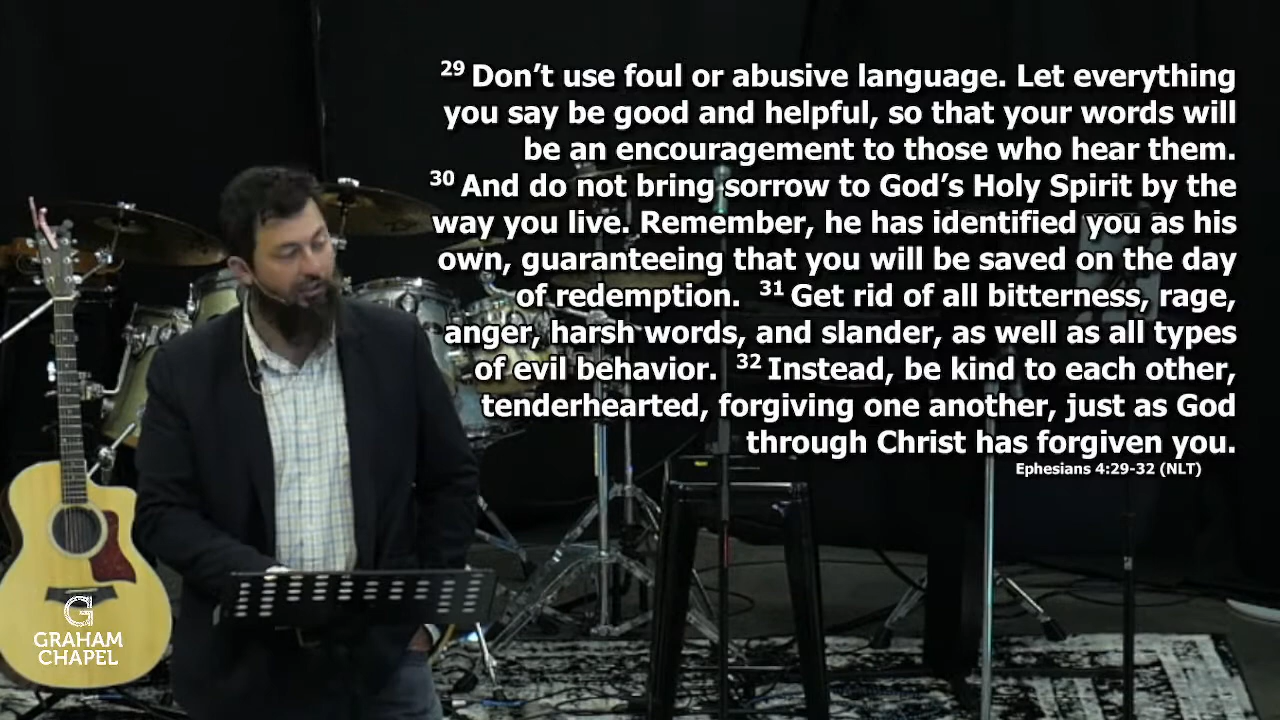 29 Don’t use foul or abusive language. Let everything
you say be good and helpful, so that your words will
be an encouragement to those who hear them.
30 And do not bring sorrow to God’s Holy Spirit by the
way you live. Remember, he has identified you as his
own, guaranteeing that you will be saved on the day
of redemption. 31 Get rid of all bitterness, rage,
anger, harsh words, and slander, as well as all types
of evil behavior. 32 Instead, be kind to each other,
tenderhearted, forgiving one another, just as God
through Christ has forgiven you.
Ephesians 4:29-32 (NLT)
G
GRAHAM
CHAPEL